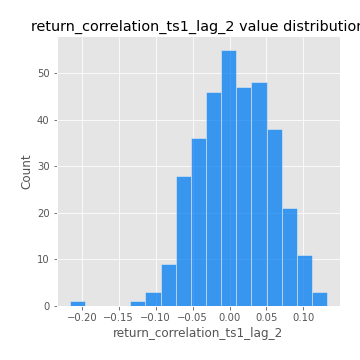 return_correlation_ts1_lag_2 value distribution
50
40
30
20
10
0
Count
−0.20 −0.15 −0.10 −0.05 0.00 0.05 0.10
return_correlation_ts1_lag_2